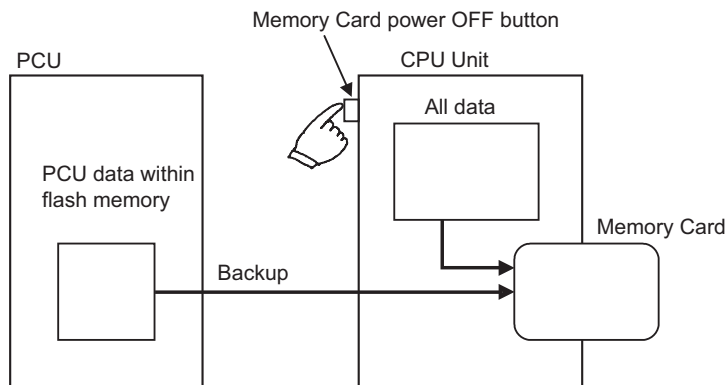 Memory Card power OFF button
PCU
CPU Unit
All data
PCU data within
flash memory
Memory Card
Backup